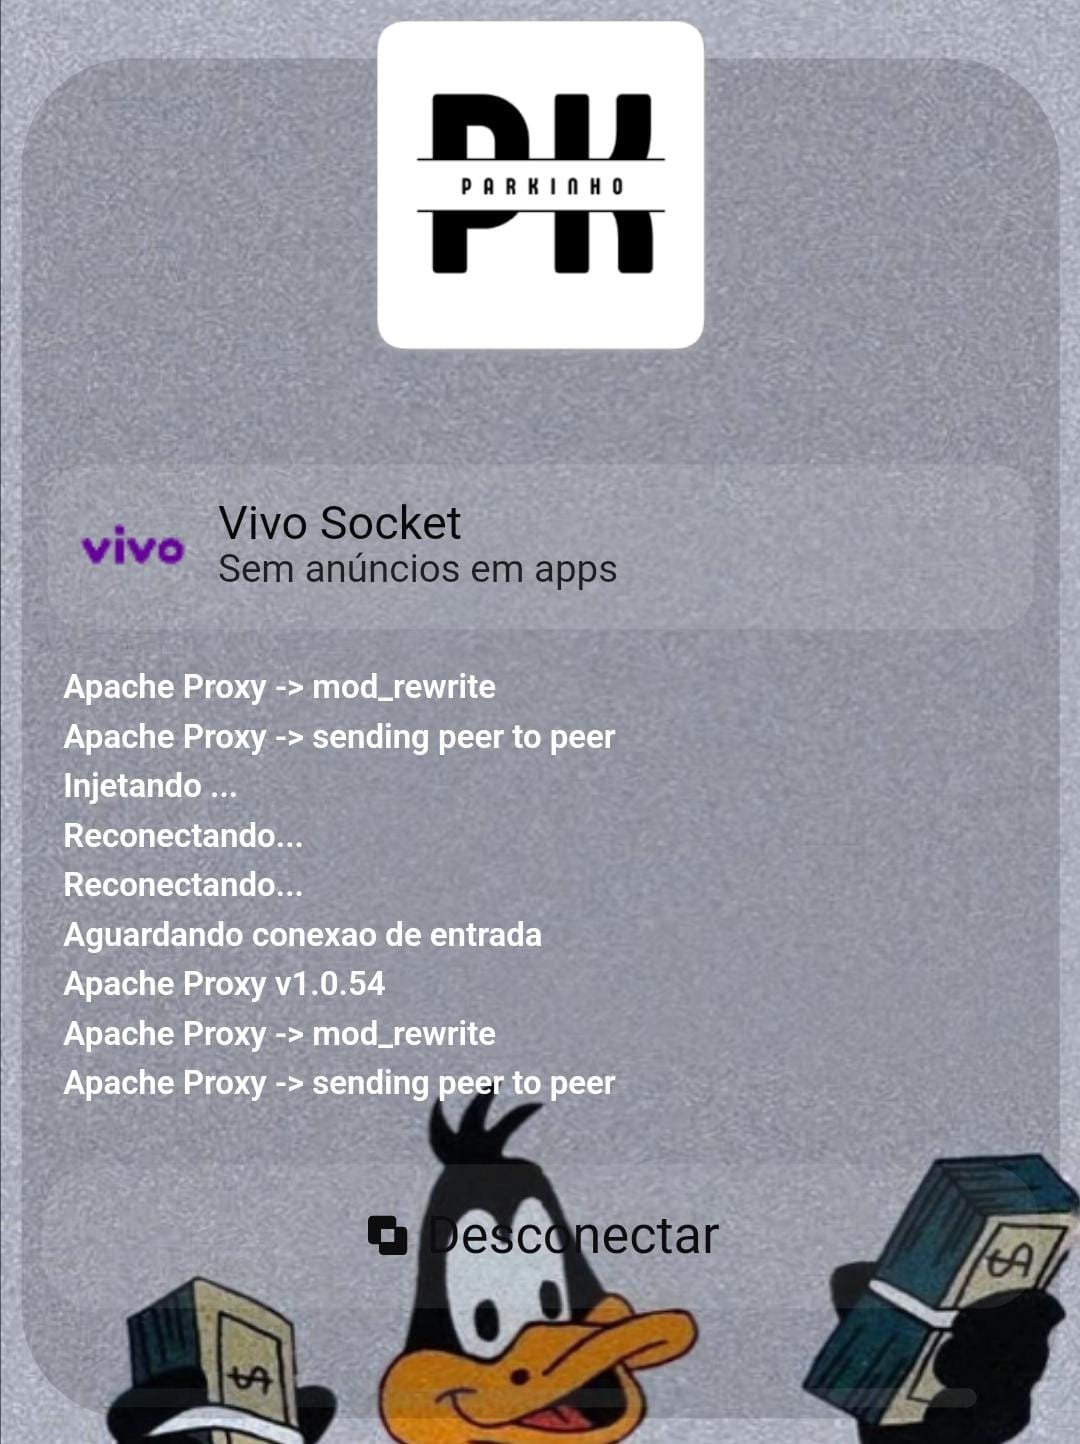 PK
PARKINHO
vivo
Vivo Socket
Sem anúncios em apps
Apache Proxy -> mod_rewrite
Apache Proxy -> sending peer to peer
Injetando ...
Reconectando...
Reconectando...
Aguardando conexao de entrada
Apache Proxy v1.0.54
Apache Proxy -> mod_rewrite
Apache Proxy -> sending peer to peer
Desconectar
$
$